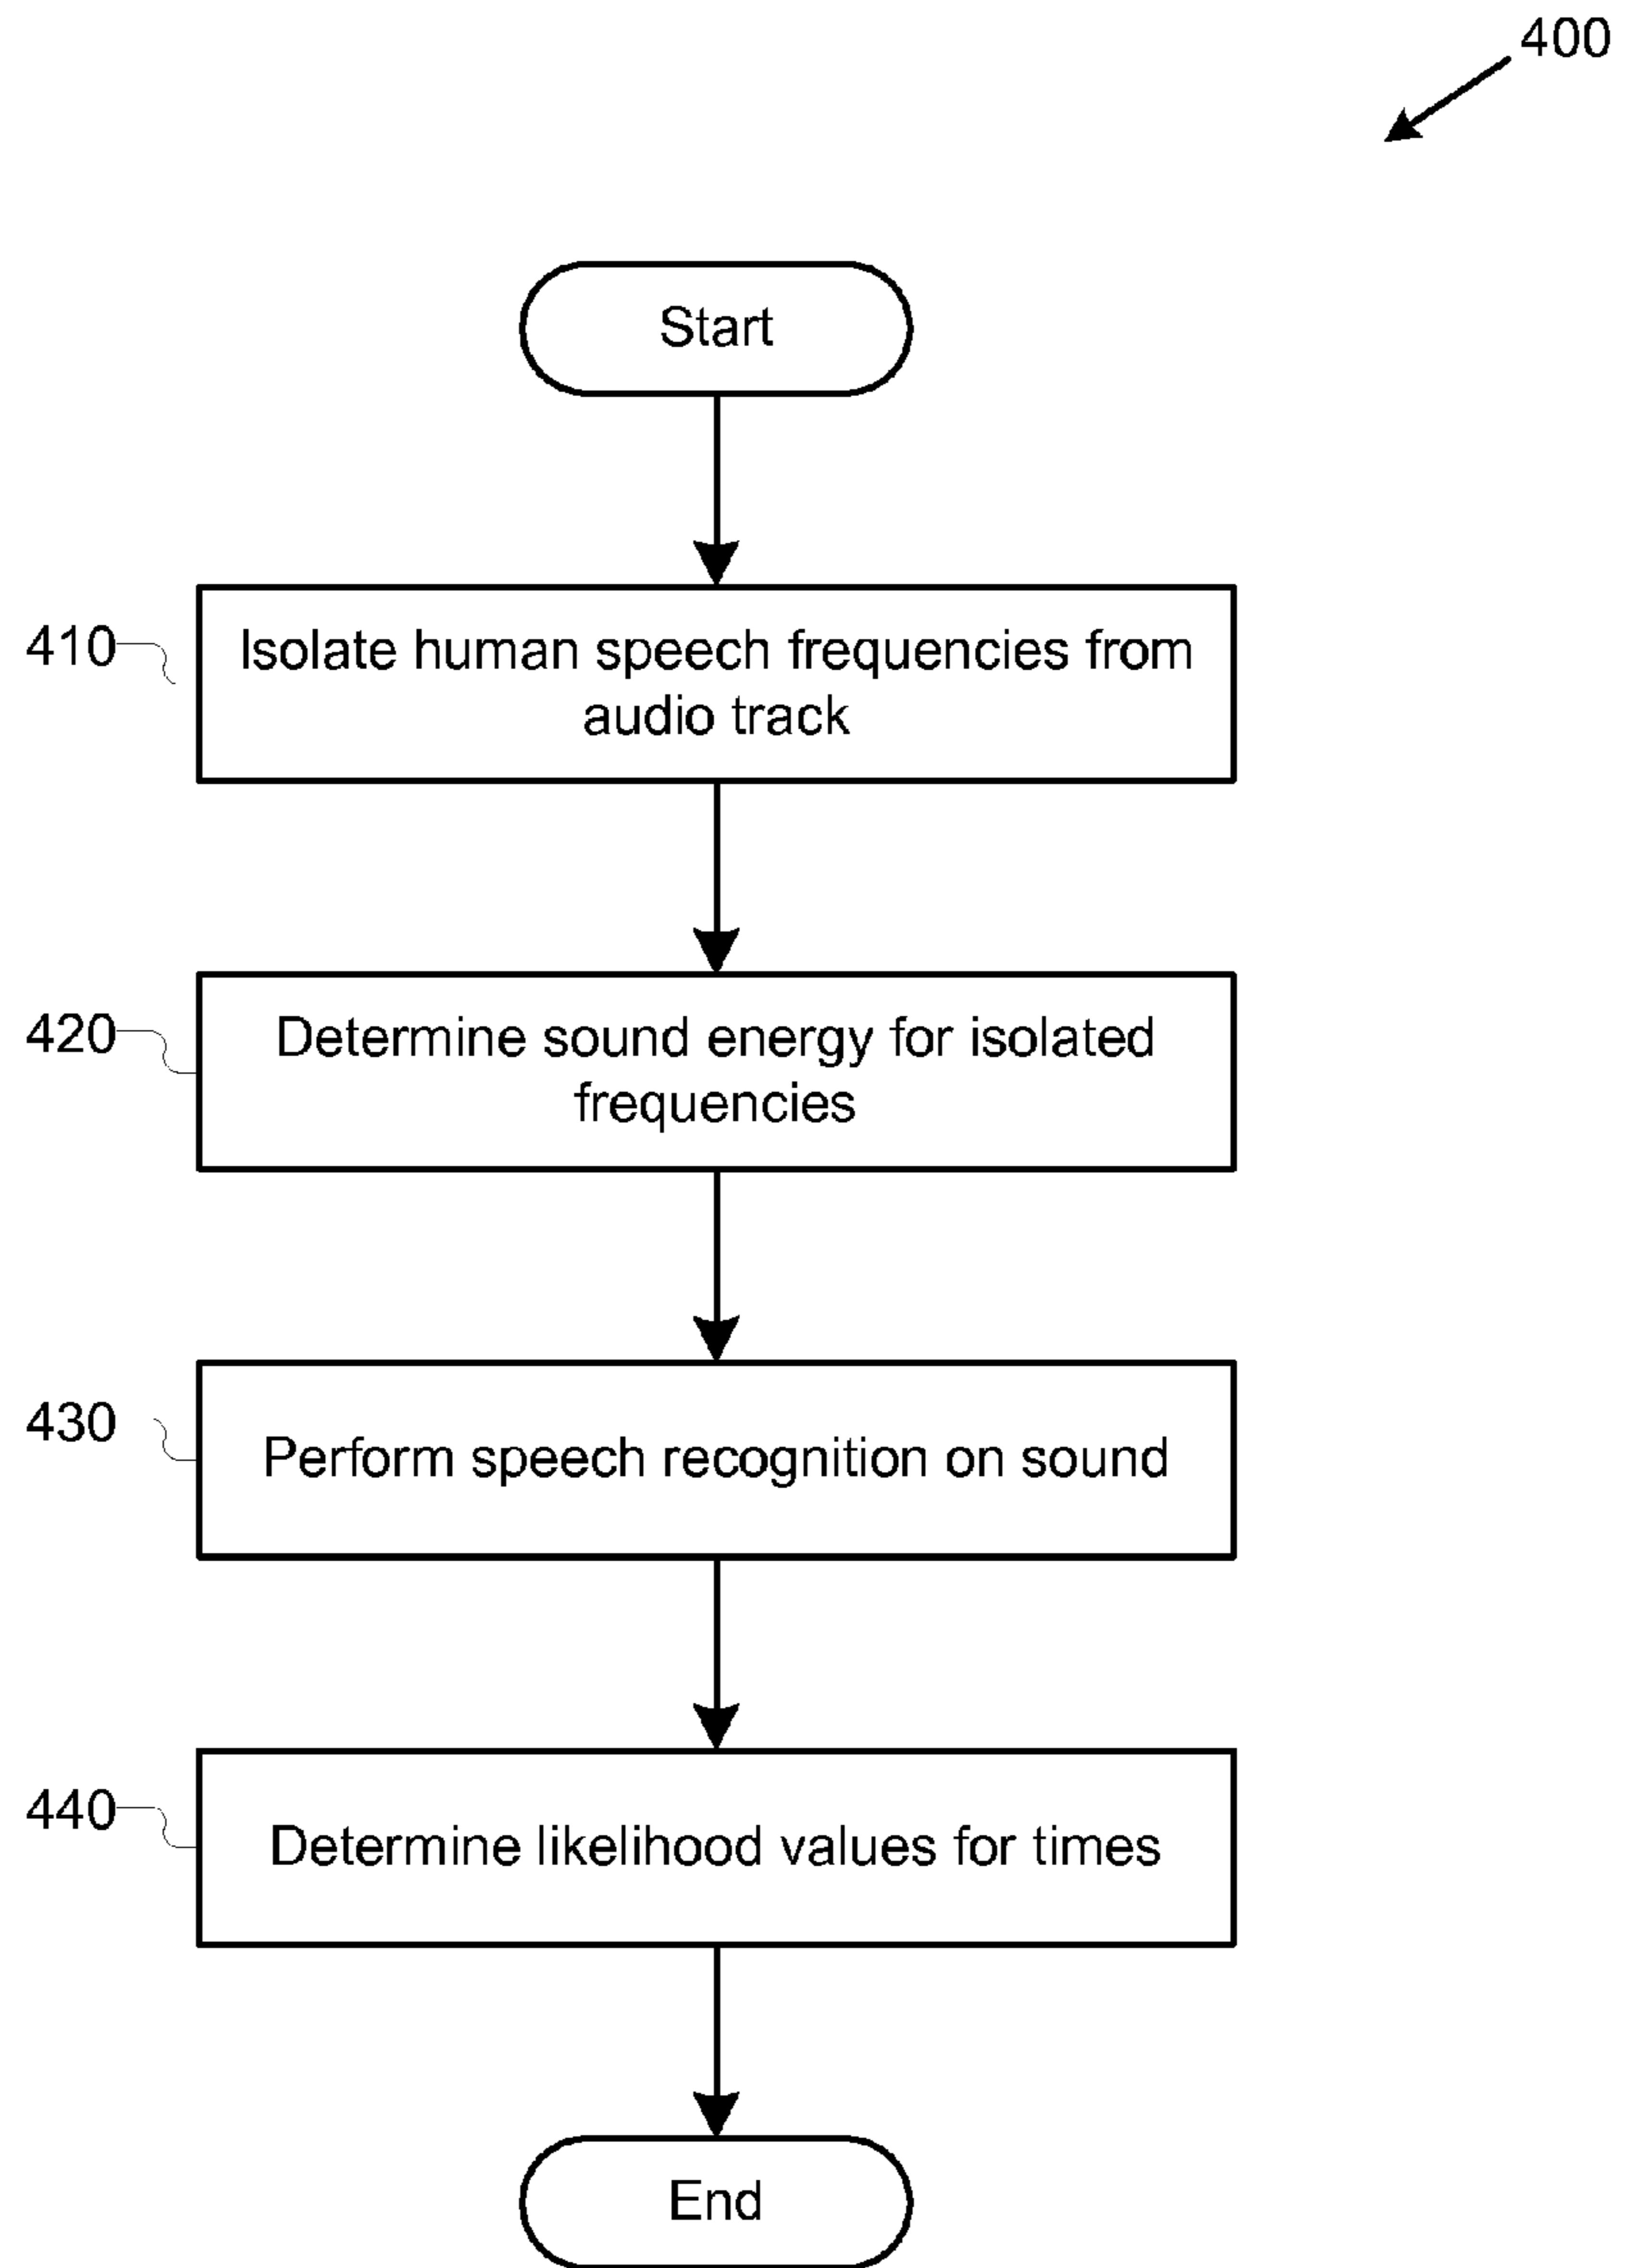 400
Start
410
Isolate human speech frequencies from
audio track
420
Determine sound energy for isolated
frequencies
430
Perform speech recognition on sound
440
Determine likelihood values for times
End